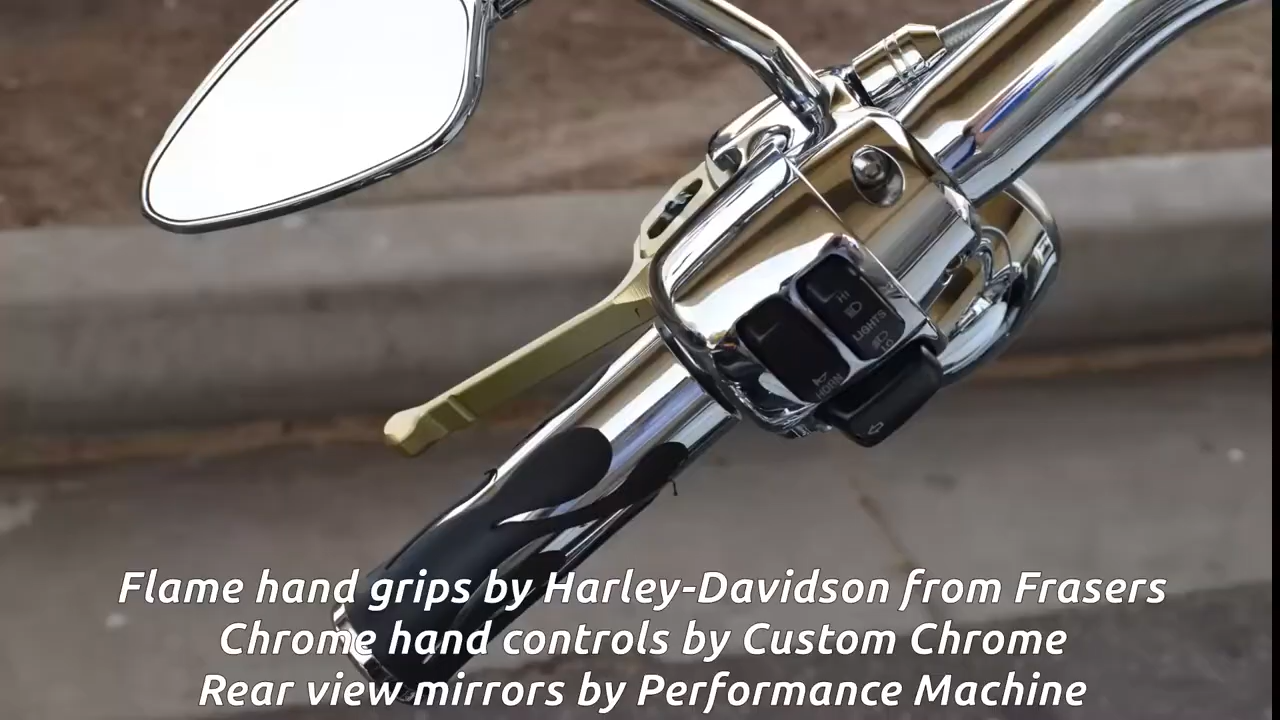 HI
LIGHTS
LO
HORN
Flame hand grips by Harley-Davidson from Frasers
Chrome hand controls by Custom Chrome
Rear view mirrors by Performance Machine